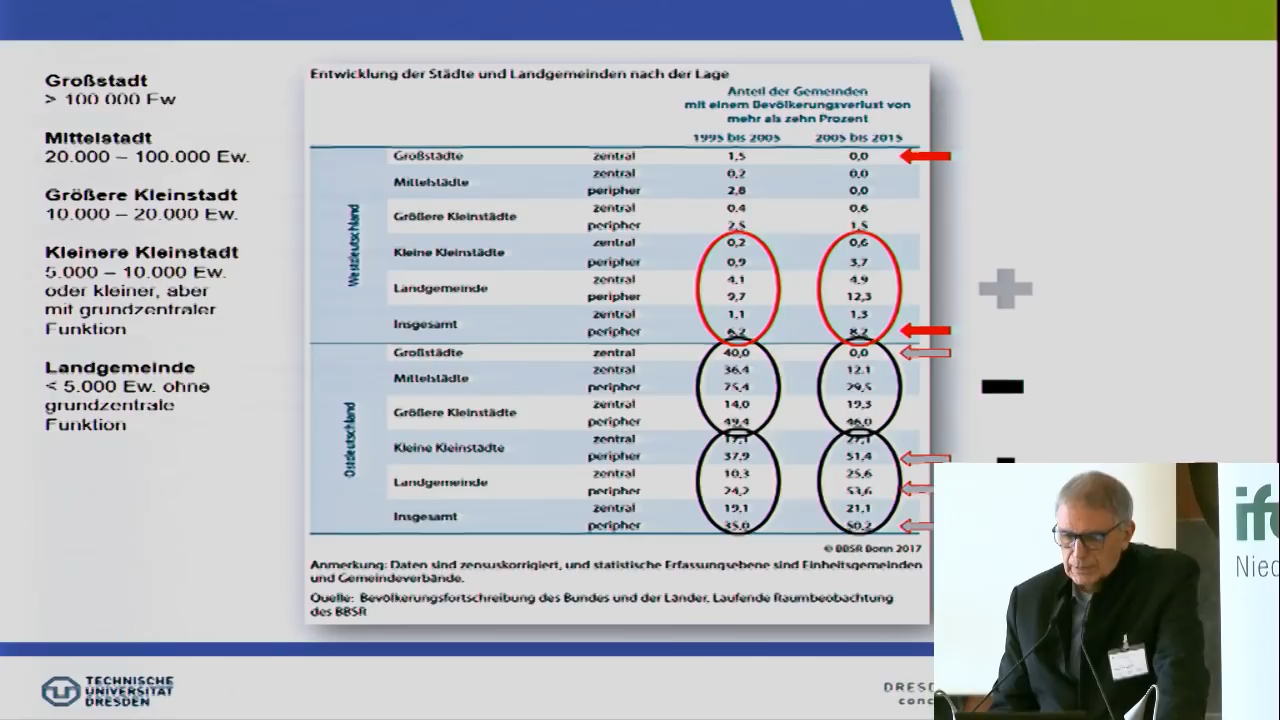 Großstadt
> 100 000 Ew
Mittelstadt
20.000 – 100.000 Ew.
Größere Kleinstadt
10.000 – 20.000 Ew.
Kleinere Kleinstadt
5.000 – 10.000 Ew.
oder kleiner, aber
mit grundzentraler
Funktion
Landgemeinde
< 5.000 Ew. ohne
grundzentrale
Funktion
Entwicklung der Städte und Landgemeinden nach der Lage
Anteil der Gemeinden
mit einem Bevölkerungsverlust von
mehr als zehn Prozent
1995 bis 2005 2005 bis 2015
Westdeutschland
Großstädte zentral 1,5 0,0
Mittelstädte zentral 0,2 0,0
peripher 2,8 0,0
Größere Kleinstädte zentral 0,4 0,6
peripher 2,5 1,5
Kleine Kleinstädte zentral 0,2 0,6
peripher 0,9 3,7
Landgemeinde zentral 4,1 4,9
peripher 9,7 12,3
Insgesamt zentral 1,1 1,3
peripher 6,2 8,2
Ostdeutschland
Großstädte zentral 40,0 0,0
Mittelstädte zentral 36,4 12,1
peripher 75,4 29,5
Größere Kleinstädte zentral 14,0 19,3
peripher 49,4 46,0
Kleine Kleinstädte zentral 17,1 27,1
peripher 37,9 51,4
Landgemeinde zentral 10,3 25,6
peripher 24,2 53,6
Insgesamt zentral 19,1 21,1
peripher 35,0 50,2
© BBSR Bonn 2017
Anmerkung: Daten sind zensuskorrigiert, und statistische Erfassungsebene sind Einheitsgemeinden
und Gemeindeverbände.
Quelle: Bevölkerungsfortschreibung des Bundes und der Länder, Laufende Raumbeobachtung
des BBSR
TECHNISCHE
UNIVERSITÄT
DRESDEN
DRESD
conc
ifo
Nied